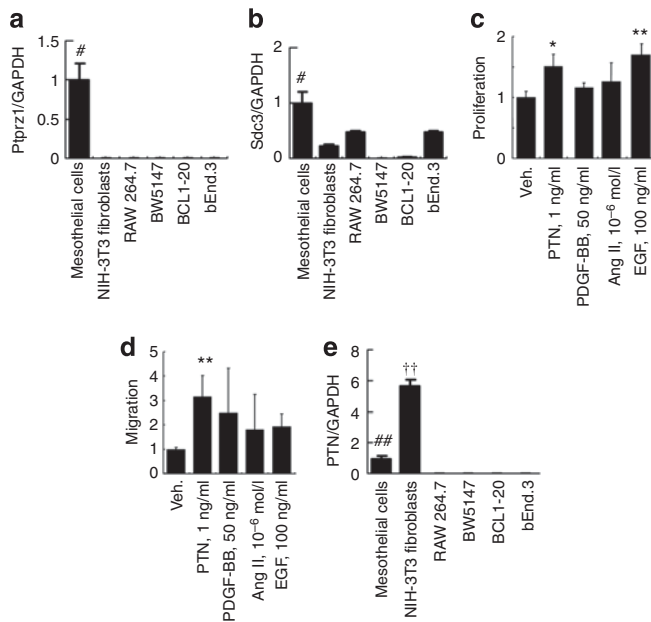 a
Ptprz1/GAPDH
1.5
1
0.5
0
#
Mesothelial cells
NIH-3T3 fibroblasts
RAW 264.7
BW5147
BCL1-20
bEnd.3
b
Sdc3/GAPDH
2
1
0
#
Mesothelial cells
NIH-3T3 fibroblasts
RAW 264.7
BW5147
BCL1-20
bEnd.3
c
Proliferation
2
1
0
*
**
Veh.
PTN, 1 ng/ml
PDGF-BB, 50 ng/ml
Ang II, 10⁻⁶ mol/l
EGF, 100 ng/ml
d
Migration
5
4
3
2
1
0
**
Veh.
PTN, 1 ng/ml
PDGF-BB, 50 ng/ml
Ang II, 10⁻⁶ mol/l
EGF, 100 ng/ml
e
PTN/GAPDH
8
6
4
2
0
##
††
Mesothelial cells
NIH-3T3 fibroblasts
RAW 264.7
BW5147
BCL1-20
bEnd.3